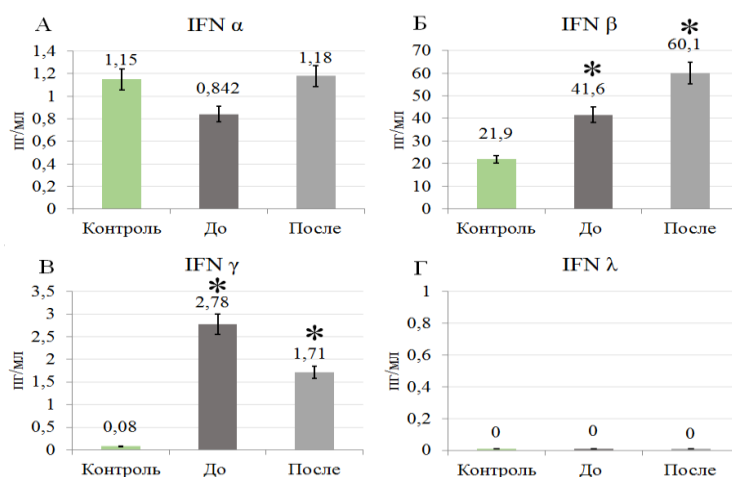 А
IFN α
пг/мл
1,4
1,2
1
0,8
0,6
0,4
0,2
0
1,15
0,842
1,18
Контроль До После
Б
IFN β
пг/мл
70
60
50
40
30
20
10
0
21,9
*
41,6
*
60,1
Контроль До После
В
IFN γ
пг/мл
3,5
3
2,5
2
1,5
1
0,5
0
0,08
*
2,78
*
1,71
Контроль До После
Г
IFN λ
пг/мл
1
0,8
0,6
0,4
0,2
0
0 0 0
Контроль До После